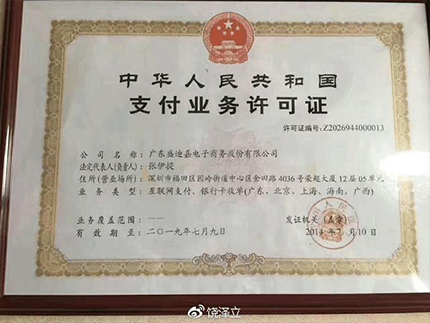 中华人民共和国
支付业务许可证
许可证编号: Z2026944000013
公司名称: 广东盛迪嘉电子商务股份有限公司
法定代表人(负责人): 张伊提
住所(营业场所): 深圳市福田区园岭街道中心区金田路4036号荣超大厦12层05单元
业务类型: 互联网支付、银行卡收单(广东、北京、上海、海南、广西)
业务覆盖范围: ——
发证机关(盖章)
有效期至: 二〇一九年七月九日
2014年7月10日
@饶泽立